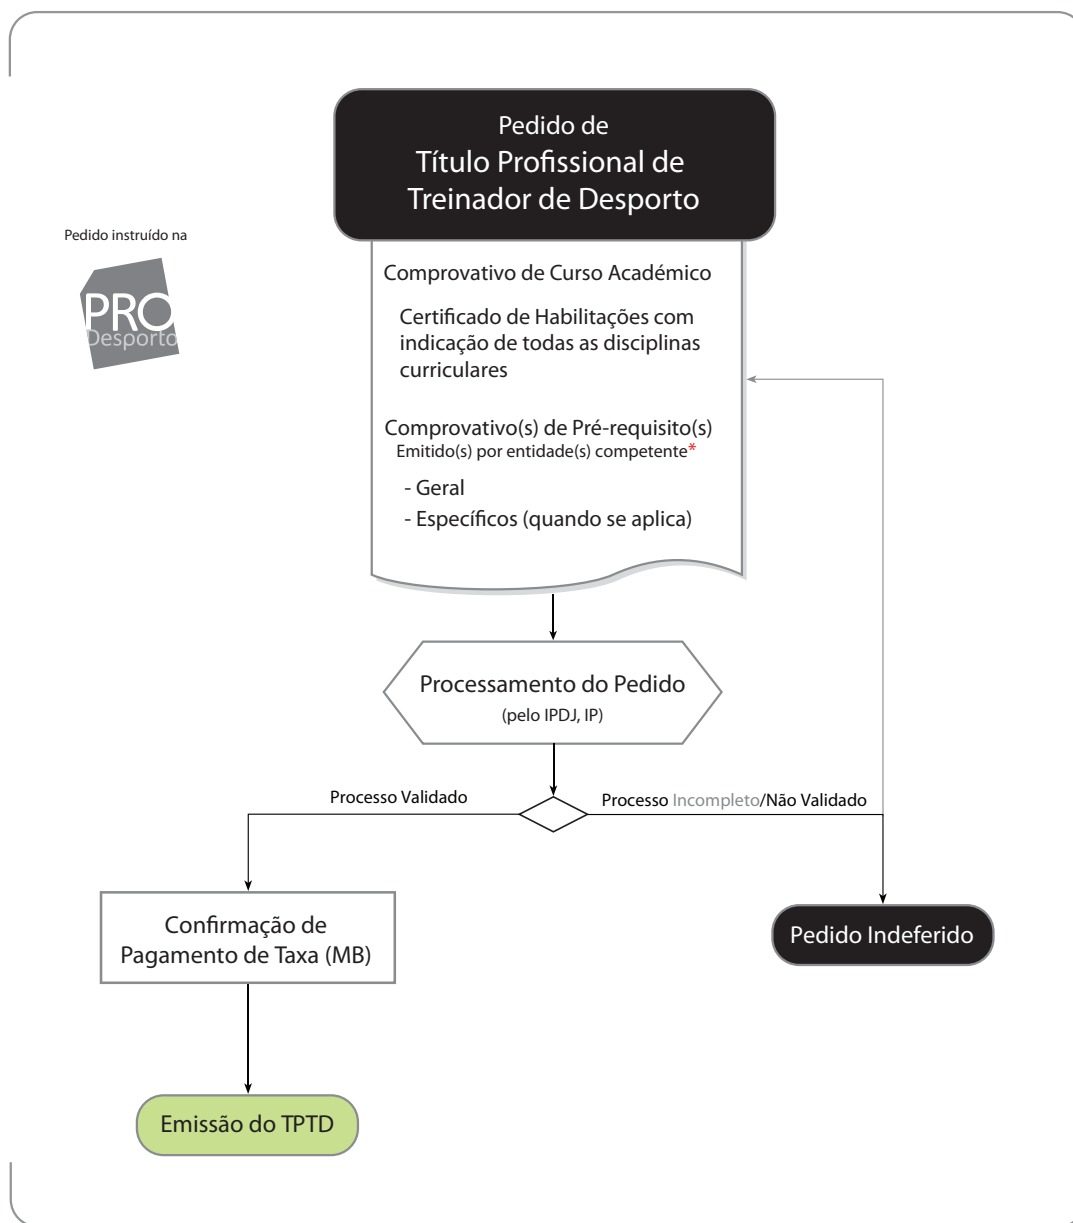 Pedido de
Título Profissional de
Treinador de Desporto
Pedido instruído na
PRO
Desporto
Comprovativo de Curso Académico
Certificado de Habilitações com
indicação de todas as disciplinas
curriculares
Comprovativo(s) de Pré-requisito(s)
Emitido(s) por entidade(s) competente*
- Geral
- Específicos (quando se aplica)
Processamento do Pedido
(pelo IPDJ, IP)
Processo Validado
Processo Incompleto/Não Validado
Confirmação de
Pagamento de Taxa (MB)
Pedido Indeferido
Emissão do TPTD